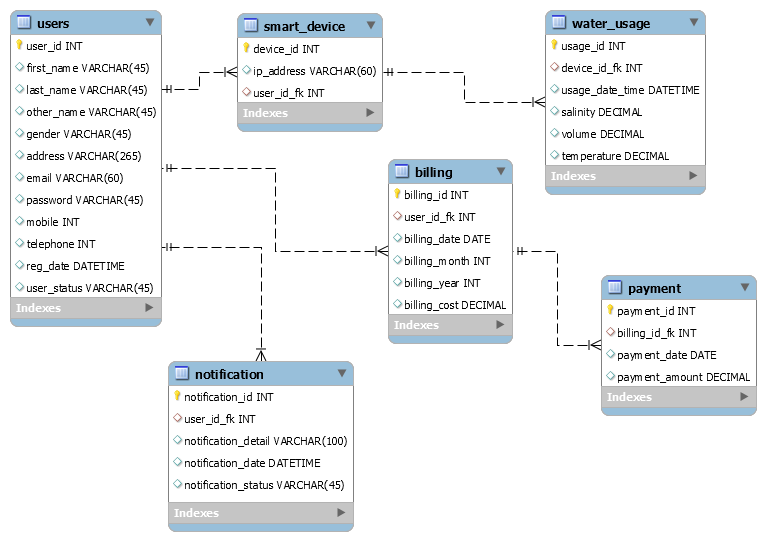 users
user_id INT
first_name VARCHAR(45)
last_name VARCHAR(45)
other_name VARCHAR(45)
gender VARCHAR(45)
address VARCHAR(265)
email VARCHAR(60)
password VARCHAR(45)
mobile INT
telephone INT
reg_date DATETIME
user_status VARCHAR(45)
Indexes
smart_device
device_id INT
ip_address VARCHAR(60)
user_id_fk INT
Indexes
water_usage
usage_id INT
device_id_fk INT
usage_date_time DATETIME
salinity DECIMAL
volume DECIMAL
temperature DECIMAL
Indexes
billing
billing_id INT
user_id_fk INT
billing_date DATE
billing_month INT
billing_year INT
billing_cost DECIMAL
Indexes
payment
payment_id INT
billing_id_fk INT
payment_date DATE
payment_amount DECIMAL
Indexes
notification
notification_id INT
user_id_fk INT
notification_detail VARCHAR(100)
notification_date DATETIME
notification_status VARCHAR(45)
Indexes